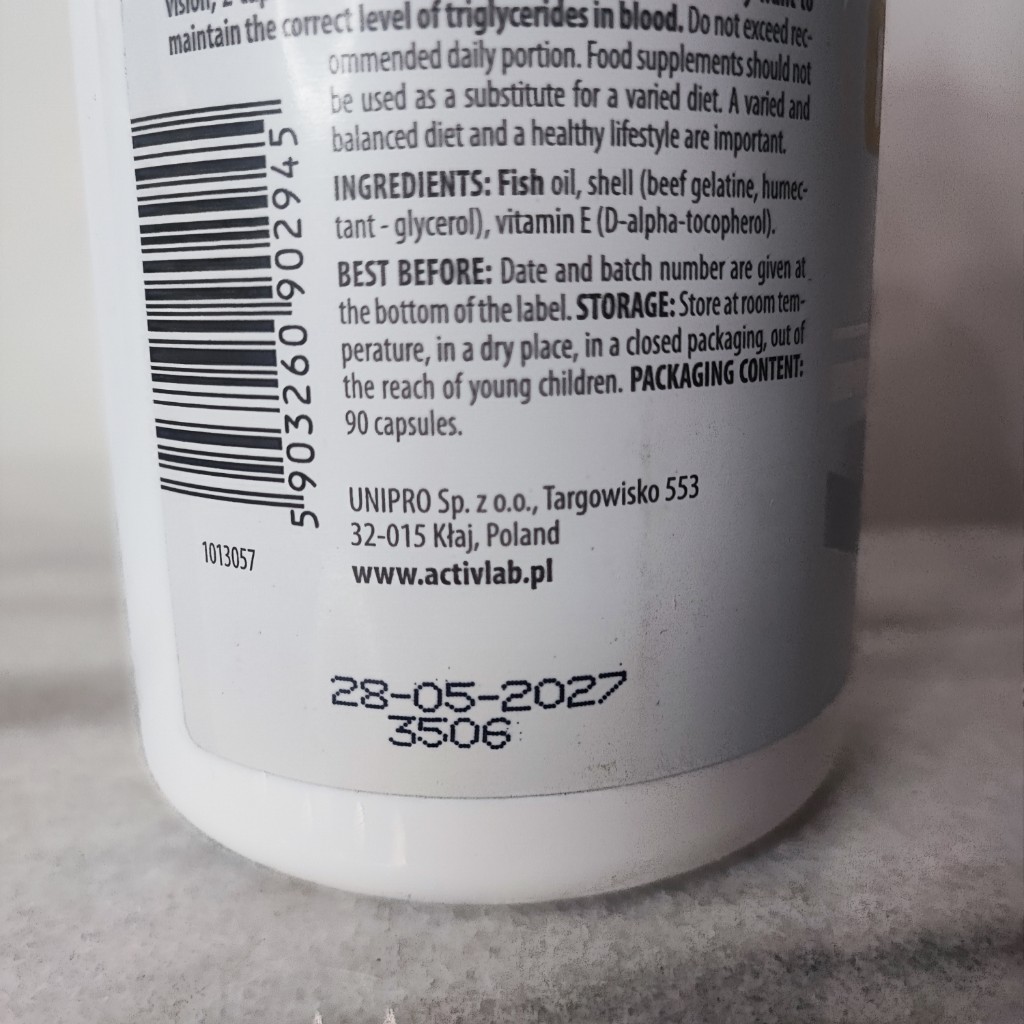 vision, 2
maintain the correct level of triglycerides in blood. Do not exceed rec-
ommended daily portion. Food supplements should not
be used as a substitute for a varied diet. A varied and
balanced diet and a healthy lifestyle are important.
INGREDIENTS: Fish oil, shell (beef gelatine, humec-
tant - glycerol), vitamin E (D-alpha-tocopherol).
BEST BEFORE: Date and batch number are given at
the bottom of the label. STORAGE: Store at room tem-
perature, in a dry place, in a closed packaging, out of
the reach of young children. PACKAGING CONTENT:
90 capsules.
5 903260 902945
1013057
UNIPRO Sp. z o.o., Targowisko 553
32-015 Kłaj, Poland
www.activlab.pl
28-05-2027
3506